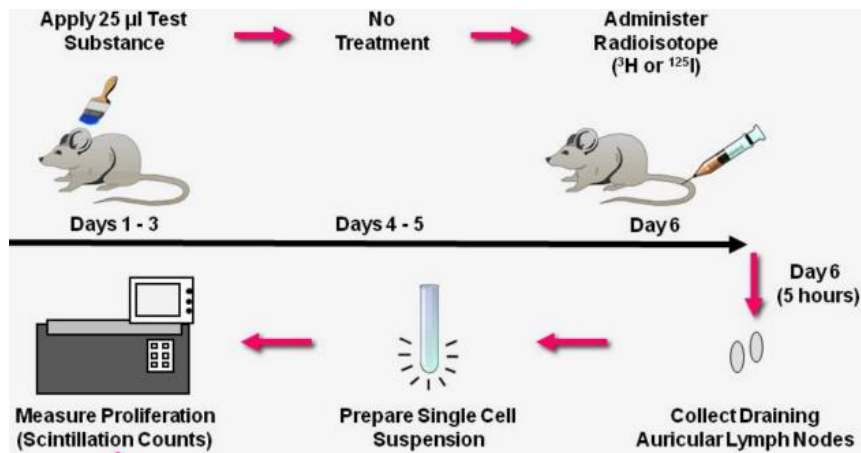 Apply 25 µl Test
Substance
No
Treatment
Administer
Radioisotope
(³H or ¹²⁵I)
Days 1 - 3
Days 4 - 5
Day 6
Day 6
(5 hours)
Measure Proliferation
(Scintillation Counts)
Prepare Single Cell
Suspension
Collect Draining
Auricular Lymph Nodes